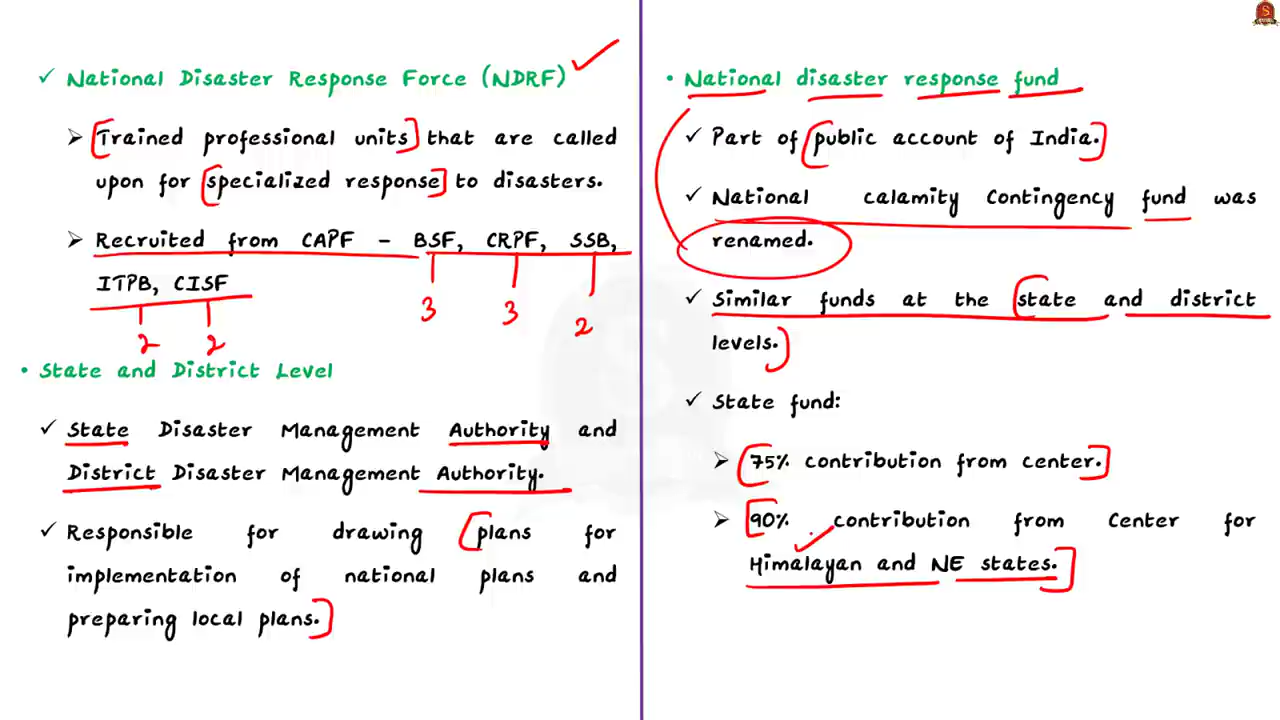 ✓ National Disaster Response Force (NDRF)
➢ Trained professional units that are called
upon for specialized response to disasters.
➢ Recruited from CAPF - BSF, CRPF, SSB,
ITPB, CISF
3 3 2
2 2
• State and District Level
✓ State Disaster Management Authority and
District Disaster Management Authority.
✓ Responsible for drawing plans for
implementation of national plans and
preparing local plans.
• National disaster response fund
✓ Part of public account of India.
✓ National calamity Contingency fund was
renamed.
✓ Similar funds at the state and district
levels.
✓ State fund:
➢ 75% contribution from center.
➢ 90% contribution from Center for
Himalayan and NE states.